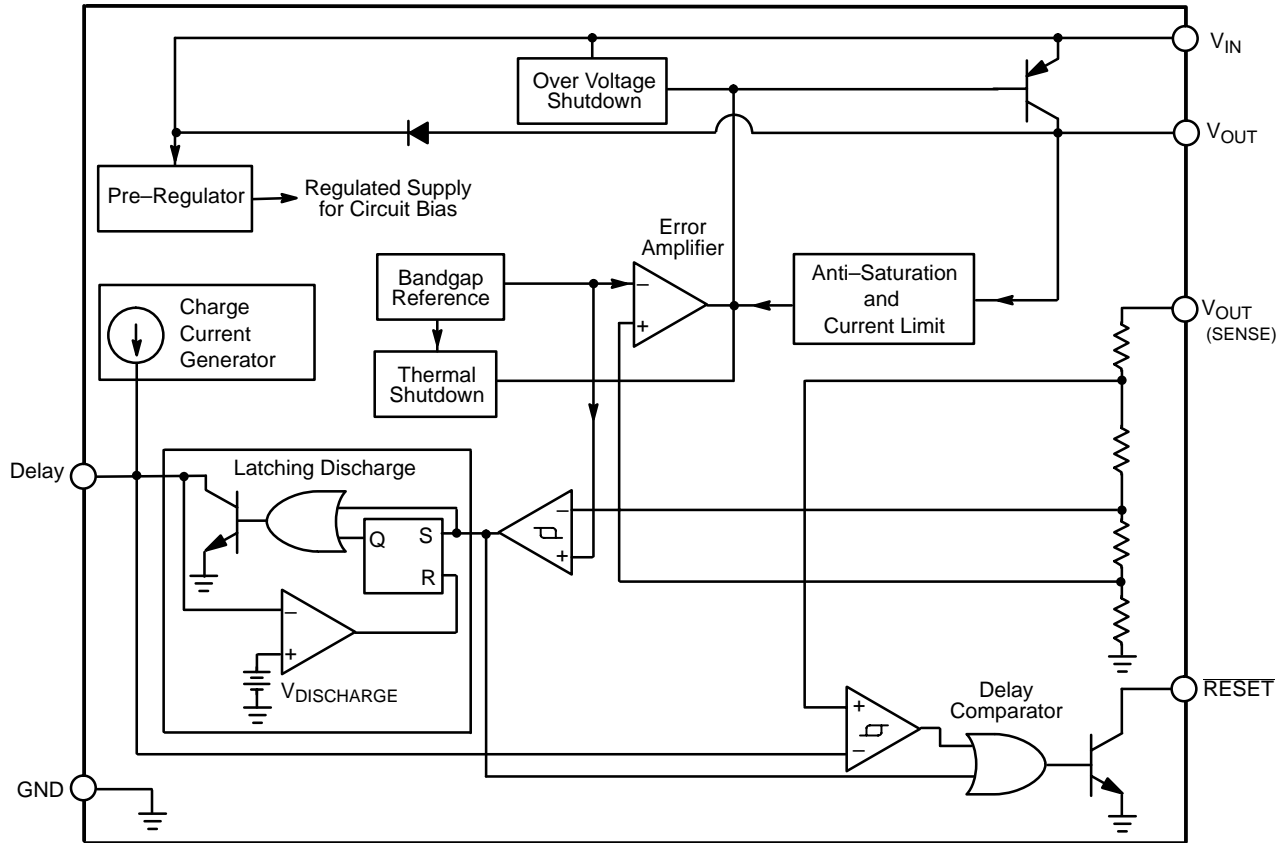 V_IN
Over Voltage
Shutdown
V_OUT
Pre–Regulator
Regulated Supply
for Circuit Bias
Error
Amplifier
Bandgap
Reference
−
+
Anti–Saturation
and
Current Limit
Charge
Current
Generator
V_OUT
(SENSE)
Thermal
Shutdown
Delay
Latching Discharge
Q
S
R
−
+
−
+
V_DISCHARGE
RESET
Delay
Comparator
+
−
GND